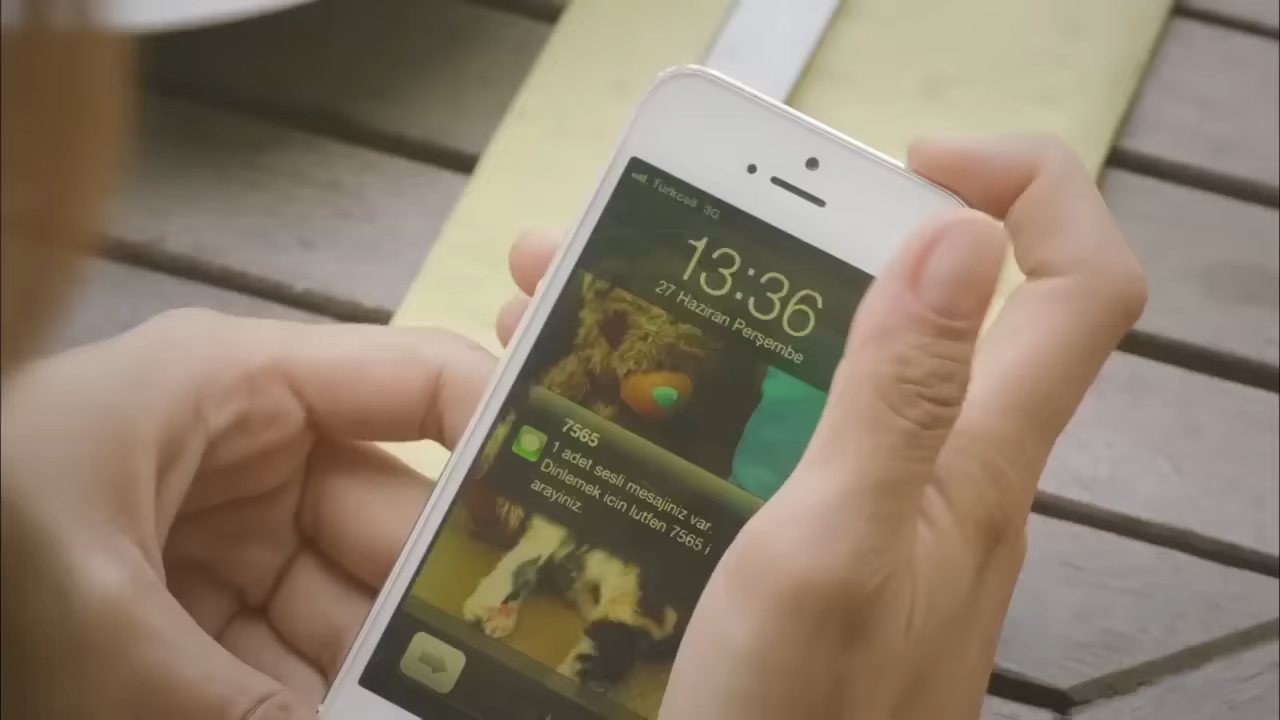 Turkcell 3G
13:36
27 Haziran Perşembe
7565
1 adet sesli mesajiniz var.
Dinlemek icin lutfen 7565 i
arayiniz.